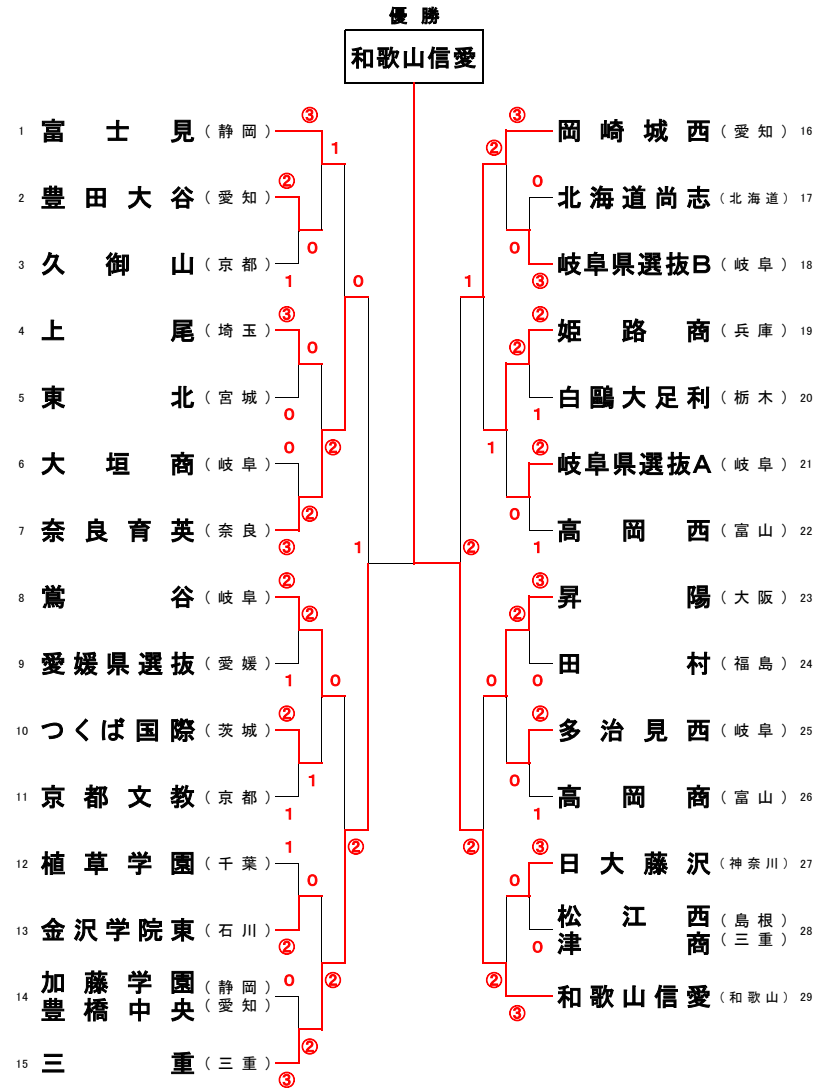 優勝
和歌山信愛
1 富士見 (静岡) ③
1
2 豊田大谷 (愛知) ②
0
3 久御山 (京都) 1
0
4 上尾 (埼玉) ③
0
5 東北 (宮城) 0
6 大垣商 (岐阜) 0
②
②
7 奈良育英 (奈良) ③
1
8 鶯谷 (岐阜) ②
②
9 愛媛県選抜 (愛媛) 1
0
10 つくば国際 (茨城) ②
1
11 京都文教 (京都) 1
12 植草学園 (千葉) 1
②
0
13 金沢学院東 (石川) ②
14 加藤学園 (静岡) 0
豊橋中央 (愛知)
②
②
15 三重 (三重) ③
③ 岡崎城西 (愛知) 16
②
0 北海道尚志 (北海道) 17
0
③ 岐阜県選抜B (岐阜) 18
1
② 姫路商 (兵庫) 19
②
1 白鷗大足利 (栃木) 20
1
② 岐阜県選抜A (岐阜) 21
0
1 高岡西 (富山) 22
②
③ 昇陽 (大阪) 23
②
0 田村 (福島) 24
0
② 多治見西 (岐阜) 25
0
1 高岡商 (富山) 26
②
③ 日大藤沢 (神奈川) 27
0
0 松江西 (島根) 28
津商 (三重)
②
③ 和歌山信愛 (和歌山) 29